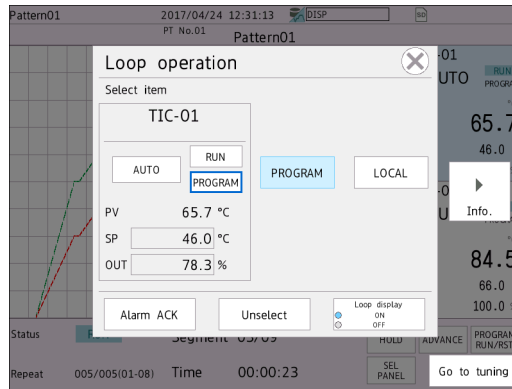 Pattern01
2017/04/24 12:31:13
DISP
SD
PT No.01
Pattern01
Loop operation
Select item
TIC-01
AUTO
RUN
PROGRAM
PROGRAM
LOCAL
PV 65.7 °C
SP 46.0 °C
OUT 78.3 %
Alarm ACK
Unselect
Loop display
ON
OFF
-01
UTO
RUN
PROGRA
65.7
46.0
Info.
84.5
66.0
100.0
Status
Segment 05/09
HOLD
ADVANCE
PROGRAM
RUN/RST
Repeat 005/005(01-08)
Time 00:00:23
SEL
PANEL
Go to tuning